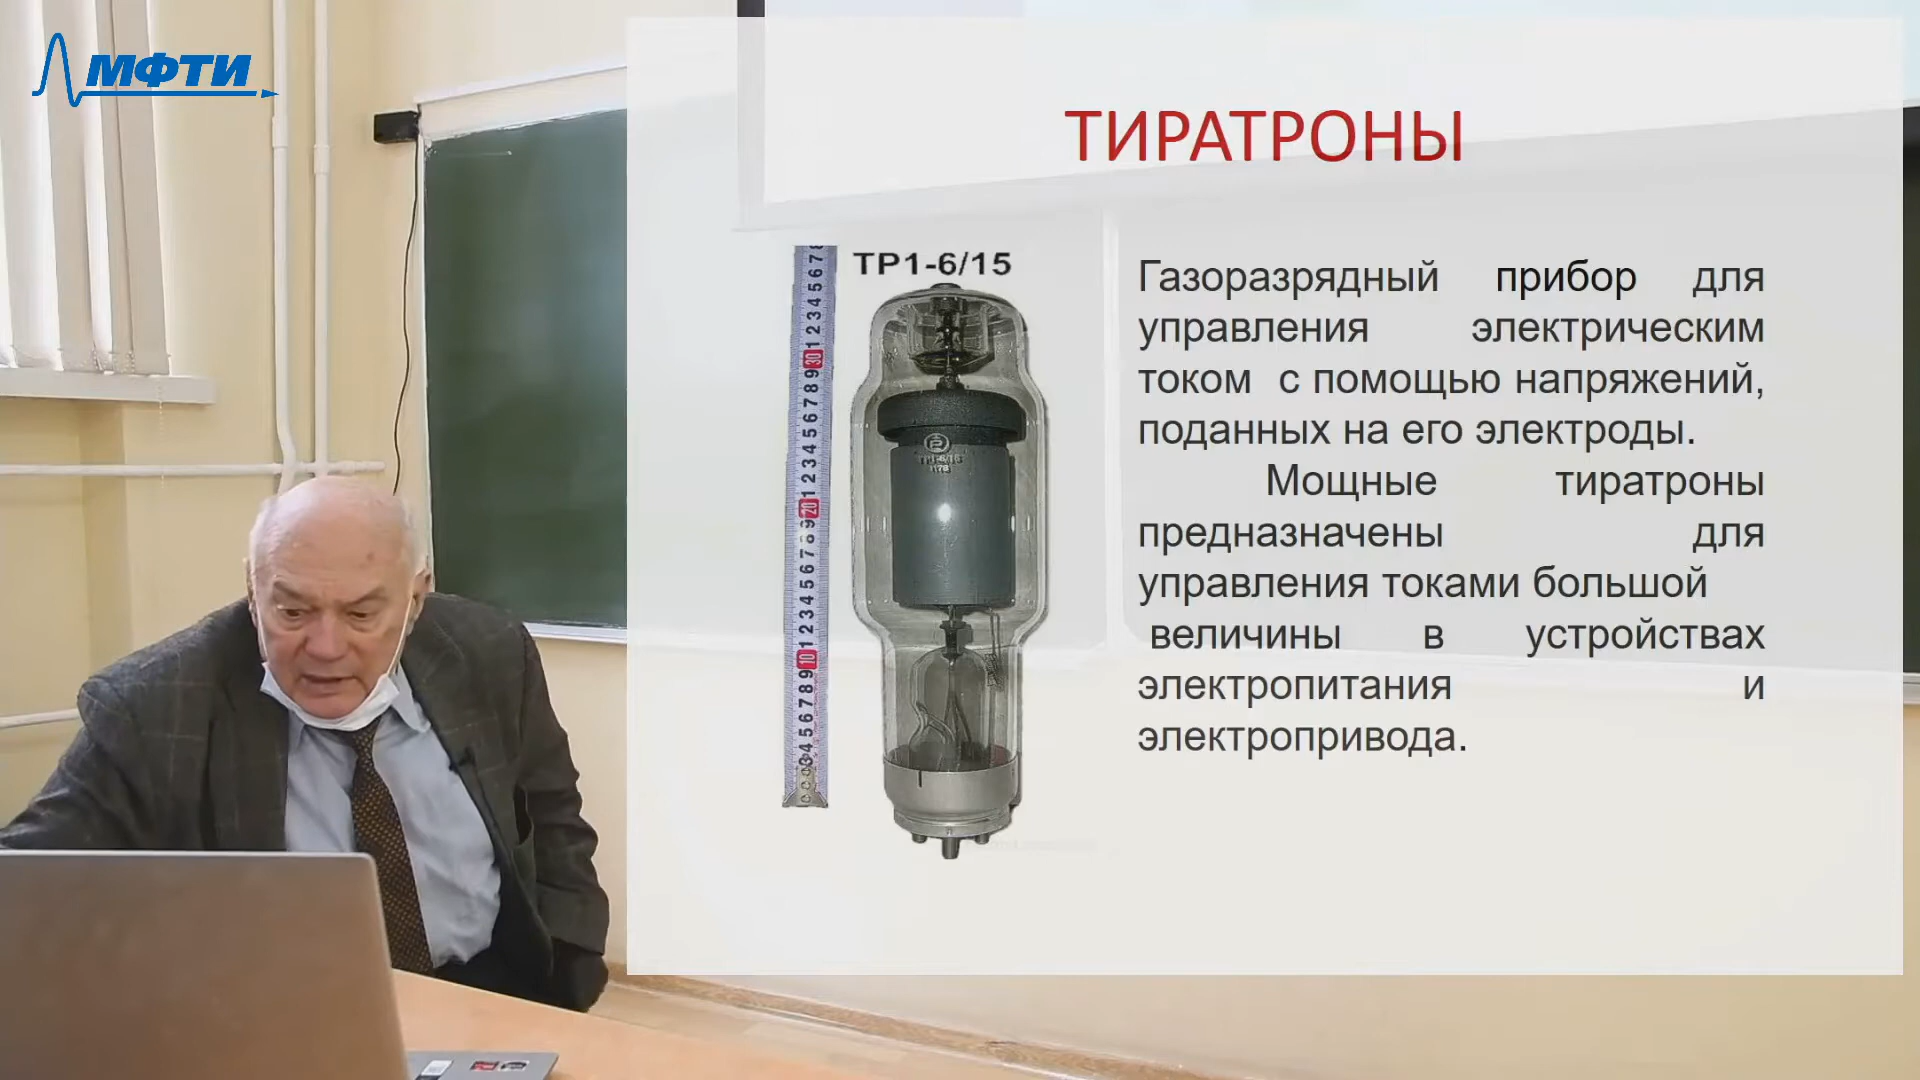 МФТИ
ТИРАТРОНЫ
ТР1-6/15
Газоразрядный прибор для
управления электрическим
током с помощью напряжений,
поданных на его электроды.
Мощные тиратроны
предназначены для
управления токами большой
величины в устройствах
электропитания и
электропривода.